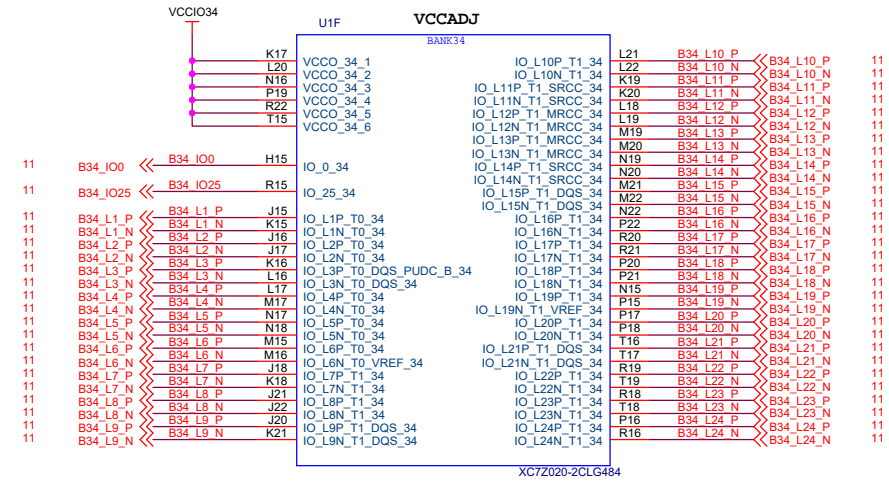 VCCIO34
U1F
VCCADJ
BANK34
K17 VCCO_34_1
L20 VCCO_34_2
N16 VCCO_34_3
P19 VCCO_34_4
R22 VCCO_34_5
T15 VCCO_34_6
11 B34_IO0 B34_IO0 H15 IO_0_34
11 B34_IO25 B34_IO25 R15 IO_25_34
11 B34_L1_P B34_L1_P J15 IO_L1P_T0_34
11 B34_L1_N B34_L1_N K15 IO_L1N_T0_34
11 B34_L2_P B34_L2_P J16 IO_L2P_T0_34
11 B34_L2_N B34_L2_N J17 IO_L2N_T0_34
11 B34_L3_P B34_L3_P K16 IO_L3P_T0_DQS_PUDC_B_34
11 B34_L3_N B34_L3_N L16 IO_L3N_T0_DQS_34
11 B34_L4_P B34_L4_P L17 IO_L4P_T0_34
11 B34_L4_N B34_L4_N M17 IO_L4N_T0_34
11 B34_L5_P B34_L5_P N17 IO_L5P_T0_34
11 B34_L5_N B34_L5_N N18 IO_L5N_T0_34
11 B34_L6_P B34_L6_P M15 IO_L6P_T0_34
11 B34_L6_N B34_L6_N M16 IO_L6N_T0_VREF_34
11 B34_L7_P B34_L7_P J18 IO_L7P_T1_34
11 B34_L7_N B34_L7_N K18 IO_L7N_T1_34
11 B34_L8_P B34_L8_P J21 IO_L8P_T1_34
11 B34_L8_N B34_L8_N J22 IO_L8N_T1_34
11 B34_L9_P B34_L9_P J20 IO_L9P_T1_DQS_34
11 B34_L9_N B34_L9_N K21 IO_L9N_T1_DQS_34
IO_L10P_T1_34 L21 B34_L10_P B34_L10_P 11
IO_L10N_T1_34 L22 B34_L10_N B34_L10_N 11
IO_L11P_T1_SRCC_34 K19 B34_L11_P B34_L11_P 11
IO_L11N_T1_SRCC_34 K20 B34_L11_N B34_L11_N 11
IO_L12P_T1_MRCC_34 L18 B34_L12_P B34_L12_P 11
IO_L12N_T1_MRCC_34 L19 B34_L12_N B34_L12_N 11
IO_L13P_T1_MRCC_34 M19 B34_L13_P B34_L13_P 11
IO_L13N_T1_MRCC_34 M20 B34_L13_N B34_L13_N 11
IO_L14P_T1_SRCC_34 N19 B34_L14_P B34_L14_P 11
IO_L14N_T1_SRCC_34 N20 B34_L14_N B34_L14_N 11
IO_L15P_T1_DQS_34 M21 B34_L15_P B34_L15_P 11
IO_L15N_T1_DQS_34 M22 B34_L15_N B34_L15_N 11
IO_L16P_T1_34 N22 B34_L16_P B34_L16_P 11
IO_L16N_T1_34 P22 B34_L16_N B34_L16_N 11
IO_L17P_T1_34 R20 B34_L17_P B34_L17_P 11
IO_L17N_T1_34 R21 B34_L17_N B34_L17_N 11
IO_L18P_T1_34 P20 B34_L18_P B34_L18_P 11
IO_L18N_T1_34 P21 B34_L18_N B34_L18_N 11
IO_L19P_T1_34 N15 B34_L19_P B34_L19_P 11
IO_L19N_T1_VREF_34 P15 B34_L19_N B34_L19_N 11
IO_L20P_T1_34 P17 B34_L20_P B34_L20_P 11
IO_L20N_T1_34 P18 B34_L20_N B34_L20_N 11
IO_L21P_T1_DQS_34 T16 B34_L21_P B34_L21_P 11
IO_L21N_T1_DQS_34 T17 B34_L21_N B34_L21_N 11
IO_L22P_T1_34 R19 B34_L22_P B34_L22_P 11
IO_L22N_T1_34 T19 B34_L22_N B34_L22_N 11
IO_L23P_T1_34 R18 B34_L23_P B34_L23_P 11
IO_L23N_T1_34 T18 B34_L23_N B34_L23_N 11
IO_L24P_T1_34 P16 B34_L24_P B34_L24_P 11
IO_L24N_T1_34 R16 B34_L24_N B34_L24_N 11
XC7Z020-2CLG484